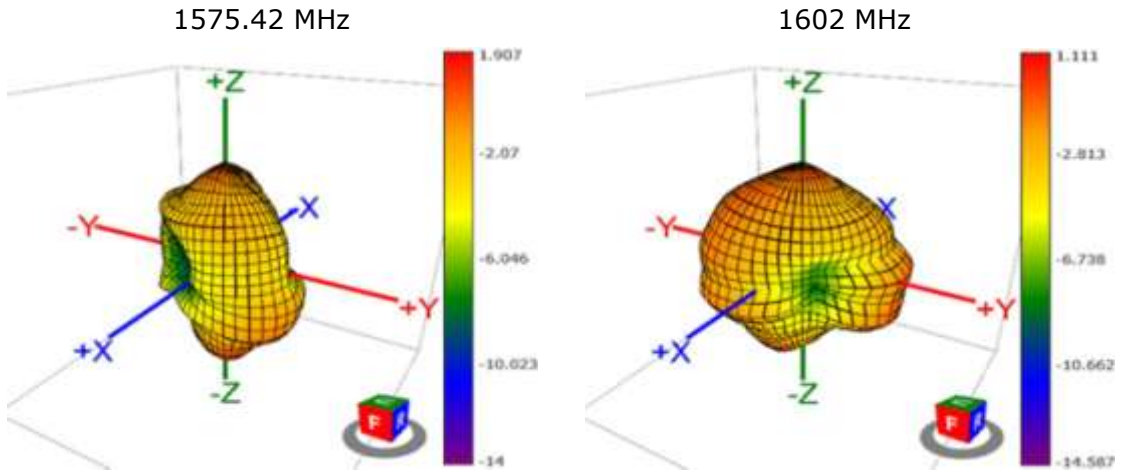 1575.42 MHz
1.907
+Z
-2.07
-X
-Y
-6.046
+Y
+X
-10.023
-Z
F
-14
1602 MHz
1.111
+Z
-2.813
X
-Y
-6.738
+Y
+X
-10.662
-Z
F
-14.587